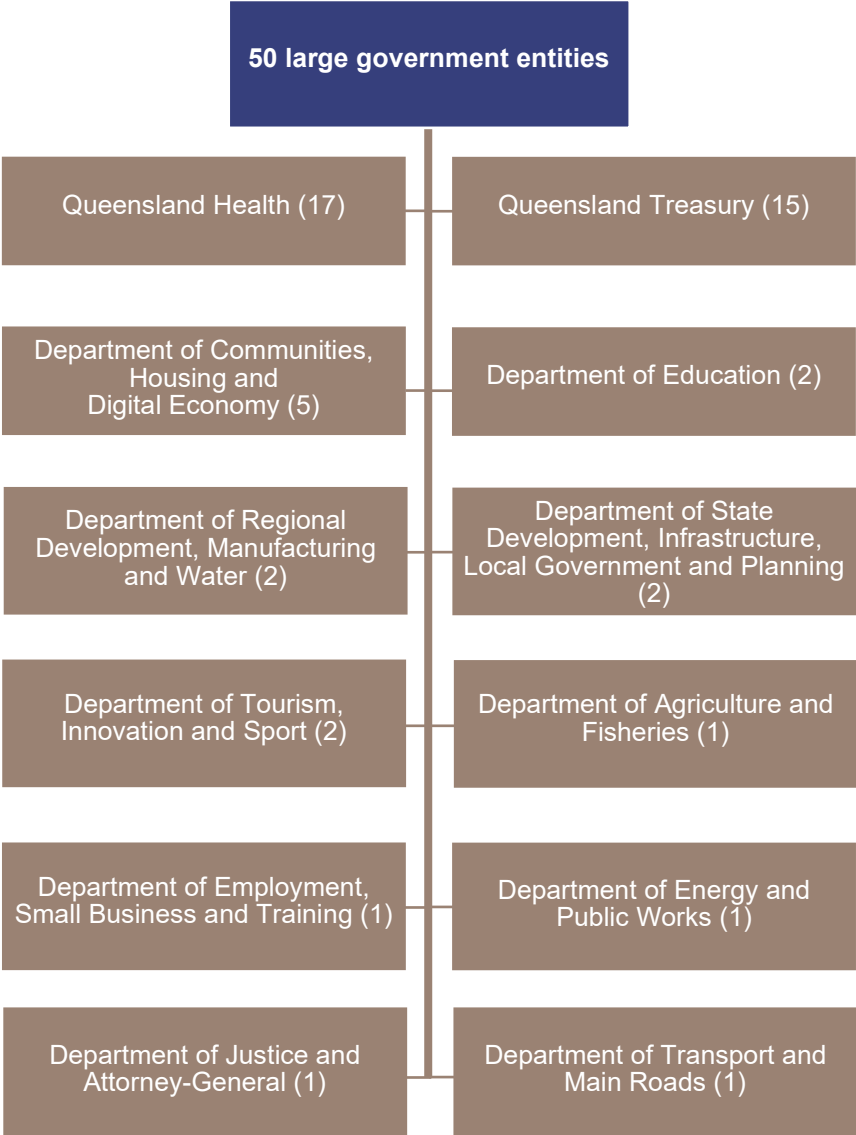 50 large government entities
Queensland Health (17)
Queensland Treasury (15)
Department of Communities,
Housing and
Digital Economy (5)
Department of Education (2)
Department of Regional
Development, Manufacturing
and Water (2)
Department of State
Development, Infrastructure,
Local Government and Planning
(2)
Department of Tourism,
Innovation and Sport (2)
Department of Agriculture and
Fisheries (1)
Department of Employment,
Small Business and Training (1)
Department of Energy and
Public Works (1)
Department of Justice and
Attorney-General (1)
Department of Transport and
Main Roads (1)